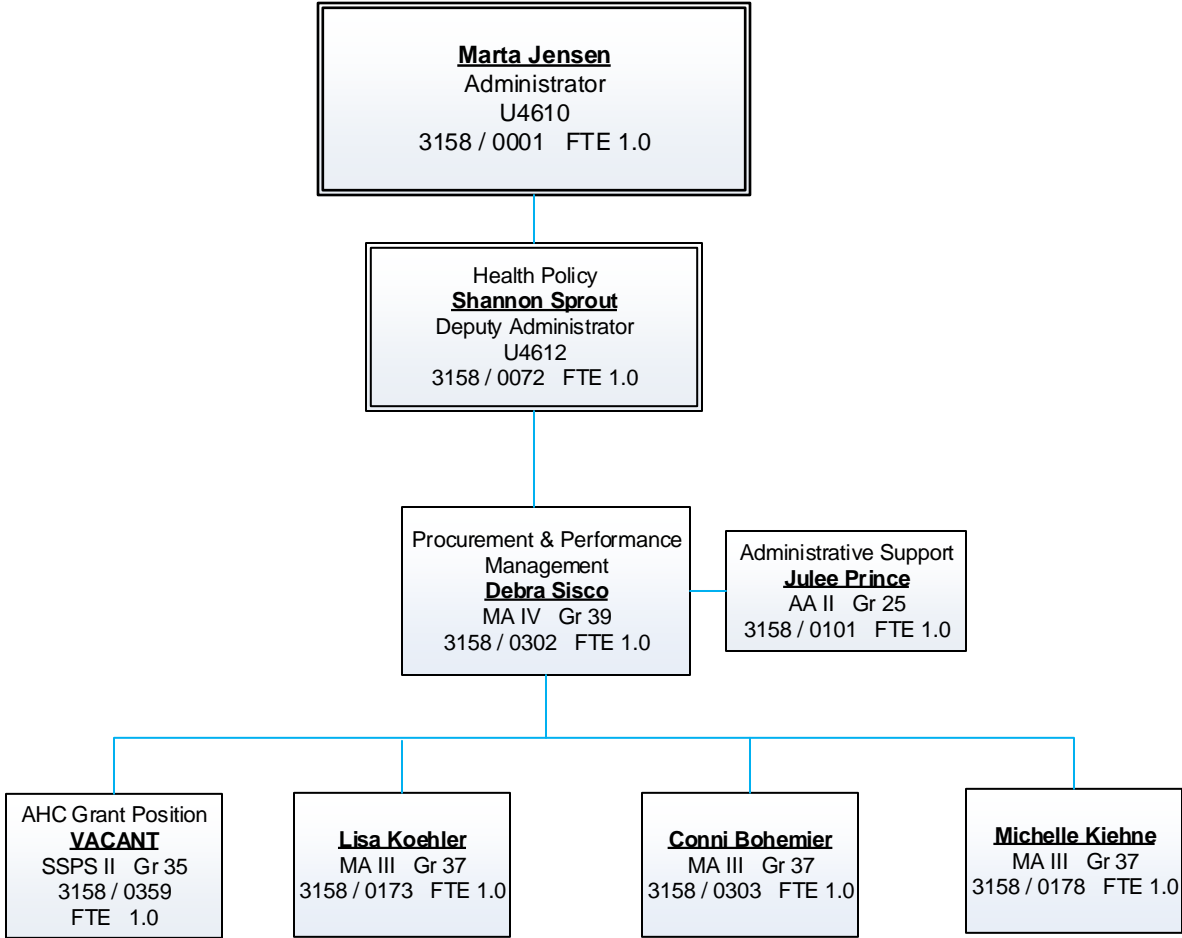 Marta Jensen
Administrator
U4610
3158 / 0001 FTE 1.0
Health Policy
Shannon Sprout
Deputy Administrator
U4612
3158 / 0072 FTE 1.0
Procurement & Performance
Management
Debra Sisco
MA IV Gr 39
3158 / 0302 FTE 1.0
Administrative Support
Julee Prince
AA II Gr 25
3158 / 0101 FTE 1.0
AHC Grant Position
VACANT
SSPS II Gr 35
3158 / 0359
FTE 1.0
Lisa Koehler
MA III Gr 37
3158 / 0173 FTE 1.0
Conni Bohemier
MA III Gr 37
3158 / 0303 FTE 1.0
Michelle Kiehne
MA III Gr 37
3158 / 0178 FTE 1.0